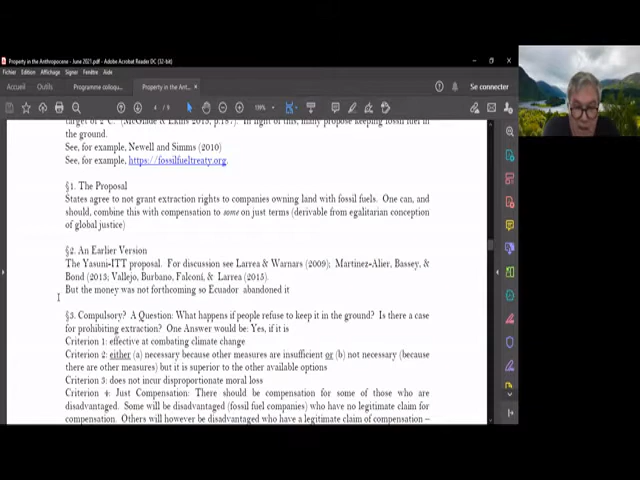 Property in the Anthropocene - June 2021.pdf - Adobe Acrobat Reader DC (32-bit)
Fichier Edition Affichage Signer Fenêtre Aide
Accueil Outils Programme colloqu... Property in the Ant... × Se connecter
4 / 9 139%
target of 2°C. (McGlade & Ekins 2015, p.187). In light of this, many propose keeping fossil fuel in
the ground.
See, for example, Newell and Simms (2010)
See, for example, https://fossilfueltreaty.org.
§1. The Proposal
States agree to not grant extraction rights to companies owning land with fossil fuels. One can, and
should, combine this with compensation to some on just terms (derivable from egalitarian conception
of global justice)
§2. An Earlier Version
The Yasuni-ITT proposal. For discussion see Larrea & Warnars (2009); Martinez-Alier, Bassey, &
Bond (2013; Vallejo, Burbano, Falconí, & Larrea (2015).
But the money was not forthcoming so Ecuador abandoned it
§3. Compulsory? A Question: What happens if people refuse to keep it in the ground? Is there a case
for prohibiting extraction? One Answer would be: Yes, if it is
Criterion 1: effective at combating climate change
Criterion 2: either (a) necessary because other measures are insufficient or (b) not necessary (because
there are other measures) but it is superior to the other available options
Criterion 3: does not incur disproportionate moral loss
Criterion 4: Just Compensation: There should be compensation for some of those who are
disadvantaged. Some will be disadvantaged (fossil fuel companies) who have no legitimate claim for
compensation. Others will however be disadvantaged who have a legitimate claim of compensation –